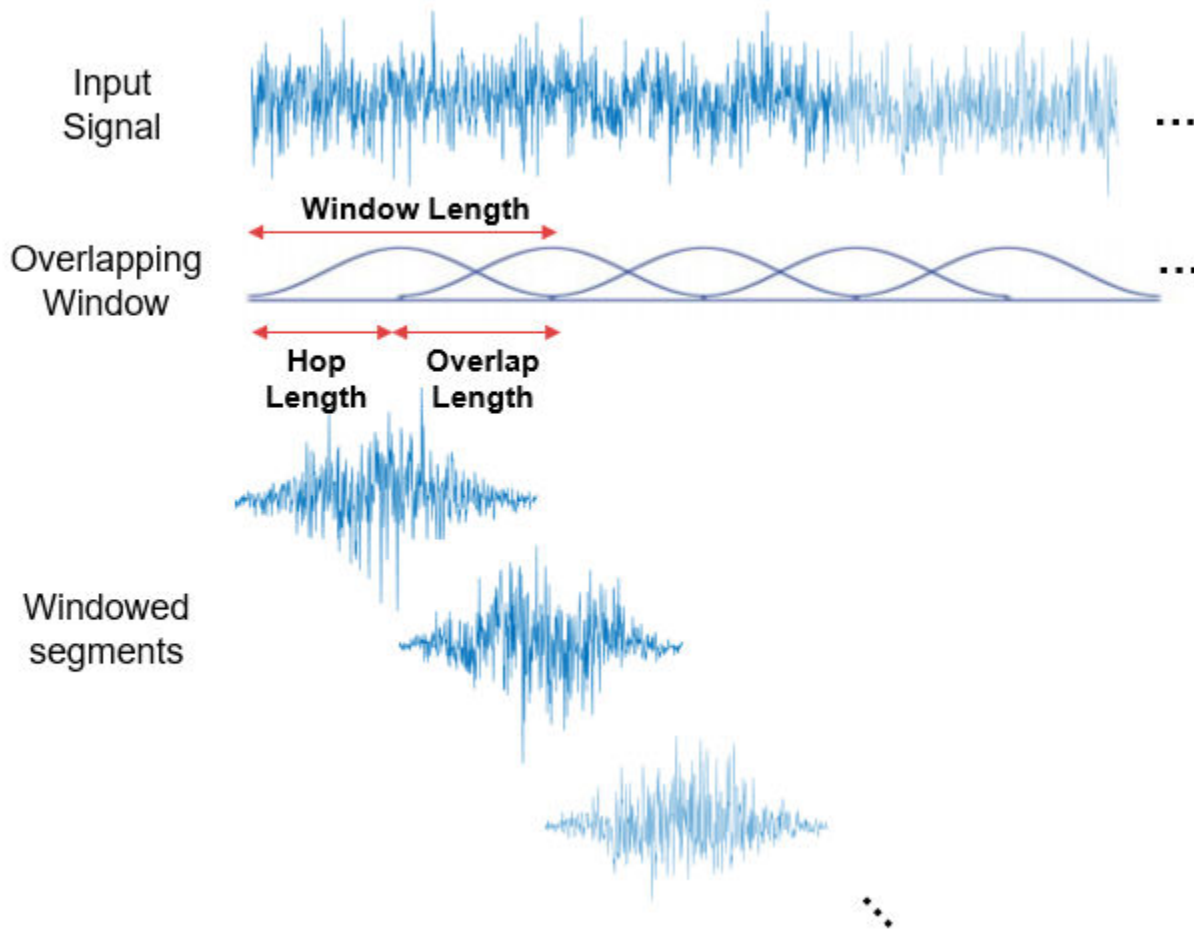 Input
Signal
...
Window Length
Overlapping
Window
...
Hop
Length
Overlap
Length
Windowed
segments
...